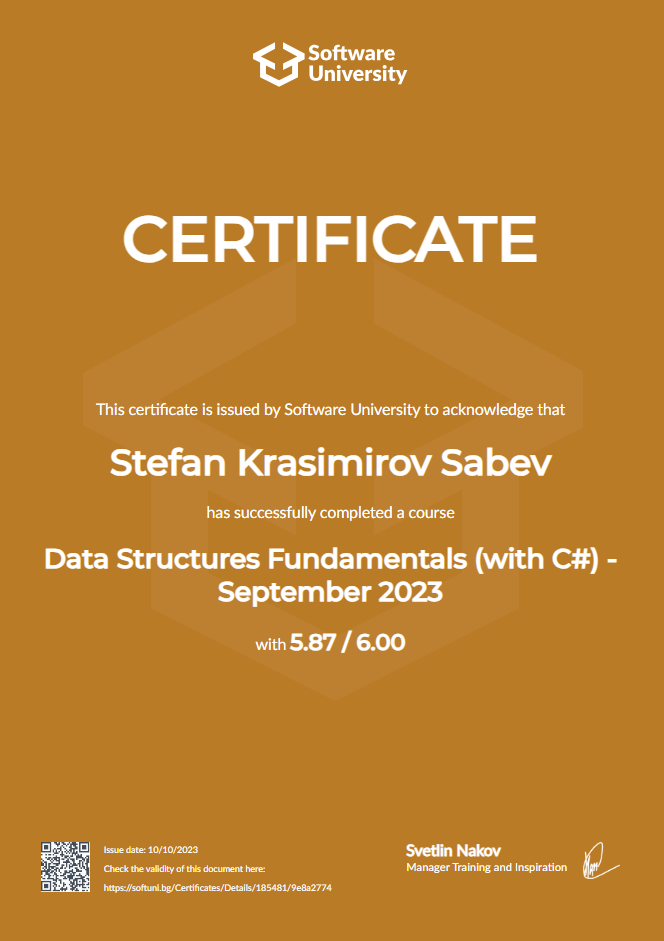 Software
University
CERTIFICATE
This certificate is issued by Software University to acknowledge that
Stefan Krasimirov Sabev
has successfully completed a course
Data Structures Fundamentals (with C#) -
September 2023
with 5.87 / 6.00
Issue date: 10/10/2023
Check the validity of this document here:
https://softuni.bg/Certificates/Details/185481/9e8a2774
Svetlin Nakov
Manager Training and Inspiration